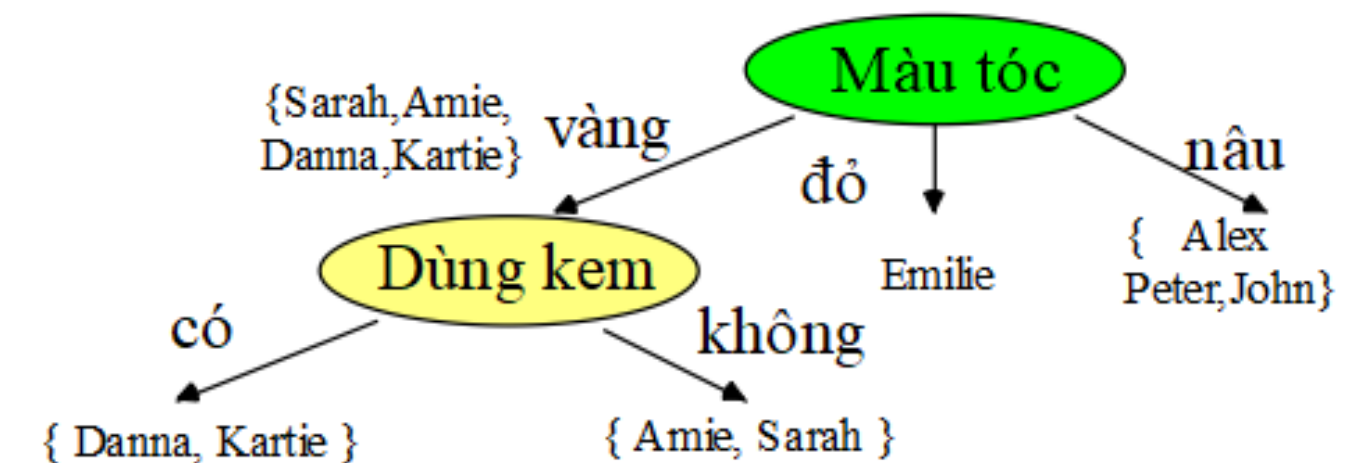 Màu tóc
{Sarah,Amie,
Danna,Kartie}
vàng
đỏ
nâu
Dùng kem
Emilie
{ Alex
Peter,John}
có
không
{ Danna, Kartie }
{ Amie, Sarah }